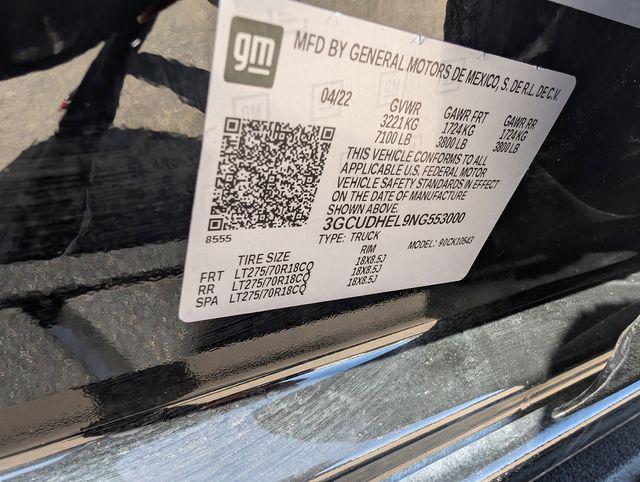 gm
MFD BY GENERAL MOTORS DE MEXICO, S. DE R.L. DE C.V.
04/22 GVWR GAWR FRT GAWR RR
3221 KG 1724 KG 1724 KG
7100 LB 3800 LB 3800 LB
THIS VEHICLE CONFORMS TO ALL
APPLICABLE U.S. FEDERAL MOTOR
VEHICLE SAFETY STANDARDS IN EFFECT
ON THE DATE OF MANUFACTURE
SHOWN ABOVE.
3GCUDHEL9NG553000
8555
TYPE: TRUCK MODEL: 90CK10543
TIRE SIZE RIM
FRT LT275/70R18CQ 18X8.5J
RR LT275/70R18CQ 18X8.5J
SPA LT275/70R18CQ 18X8.5J